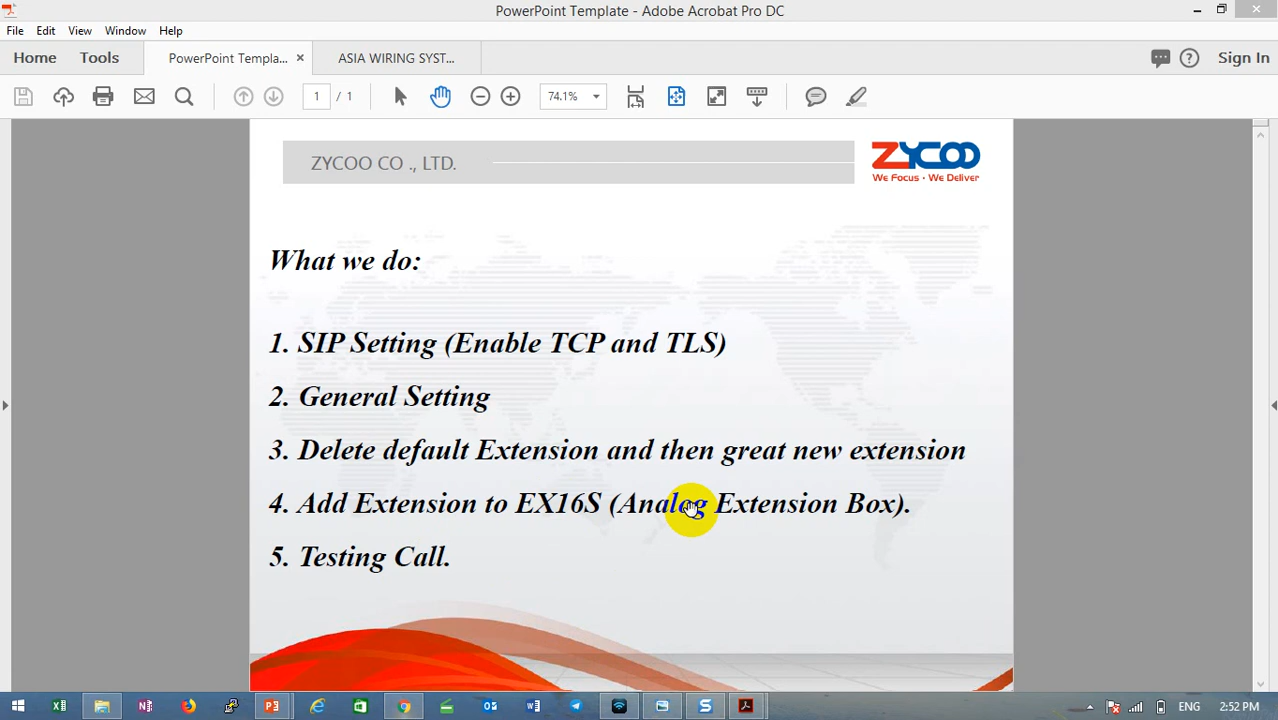 PowerPoint Template - Adobe Acrobat Pro DC
File Edit View Window Help
Home Tools PowerPoint Templa... × ASIA WIRING SYST... Sign In
1 / 1 74.1%
ZYCOO CO ., LTD.
ZYCOO
We Focus · We Deliver
What we do:
1. SIP Setting (Enable TCP and TLS)
2. General Setting
3. Delete default Extension and then great new extension
4. Add Extension to EX16S (Analog Extension Box).
5. Testing Call.
ENG 2:52 PM